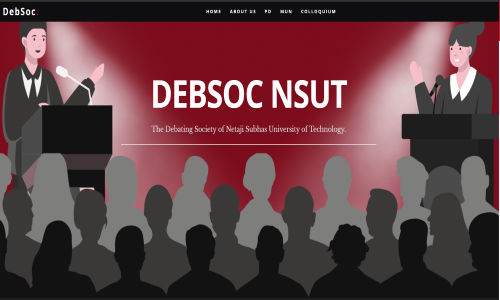 DebSoc.
HOME ABOUT US PD MUN COLLOQUIUM
DEBSOC NSUT
The Debating Society of Netaji Subhas University of Technology.